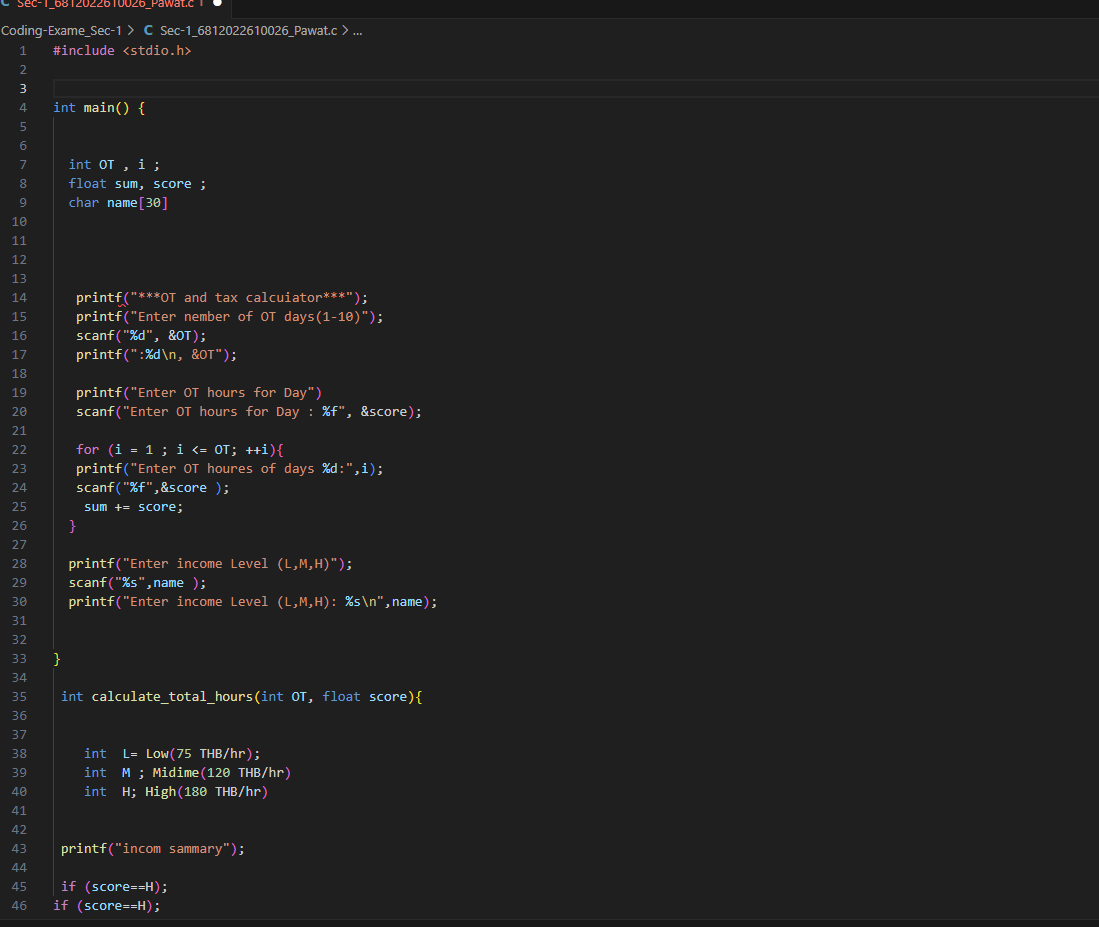 Sec-1_6812022610026_Pawat.c 1 ●
Coding-Exame_Sec-1 > C Sec-1_6812022610026_Pawat.c > ...
1 #include <stdio.h>
2
3
4 int main() {
5
6
7 int OT , i ;
8 float sum, score ;
9 char name[30]
10
11
12
13
14 printf("***OT and tax calcuiator***");
15 printf("Enter nember of OT days(1-10)");
16 scanf("%d", &OT);
17 printf(":%d\n, &OT");
18
19 printf("Enter OT hours for Day")
20 scanf("Enter OT hours for Day : %f", &score);
21
22 for (i = 1 ; i <= OT; ++i){
23 printf("Enter OT houres of days %d:",i);
24 scanf("%f",&score );
25 sum += score;
26 }
27
28 printf("Enter income Level (L,M,H)");
29 scanf("%s",name );
30 printf("Enter income Level (L,M,H): %s\n",name);
31
32
33 }
34
35 int calculate_total_hours(int OT, float score){
36
37
38 int L= Low(75 THB/hr);
39 int M ; Midime(120 THB/hr)
40 int H; High(180 THB/hr)
41
42
43 printf("incom sammary");
44
45 if (score==H);
46 if (score==H);